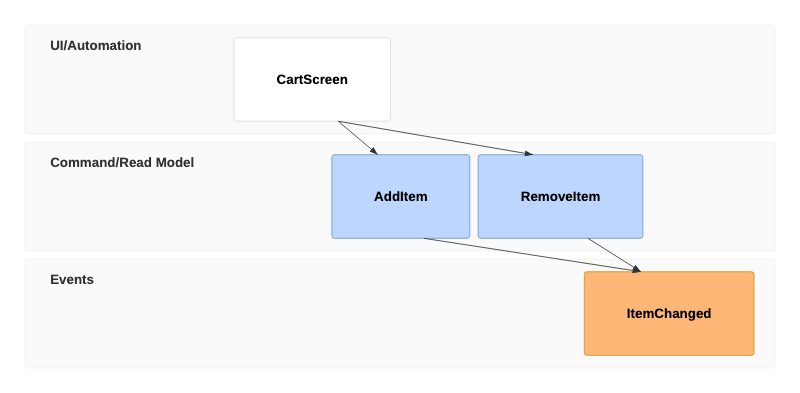 UI/Automation
CartScreen
Command/Read Model
AddItem
RemoveItem
Events
ItemChanged